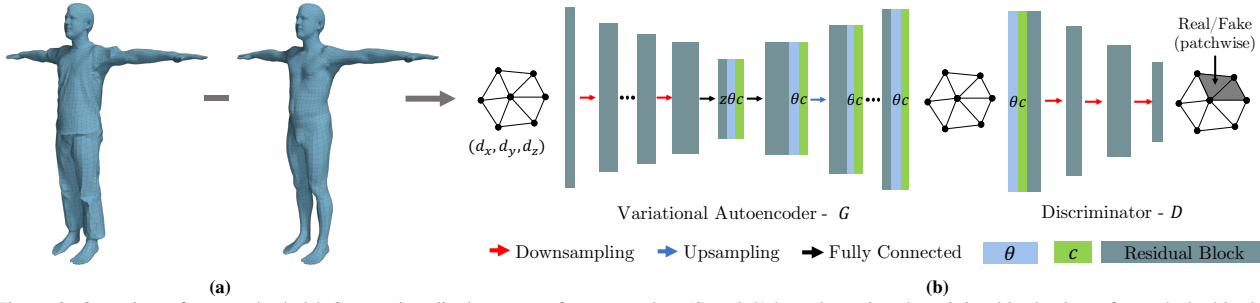 Real/Fake
(patchwise)
zθc
θc
θc
θc
θc
(d_x, d_y, d_z)
Variational Autoencoder - G
Discriminator - D
Downsampling
Upsampling
Fully Connected
θ
c
Residual Block
(a)
(b)